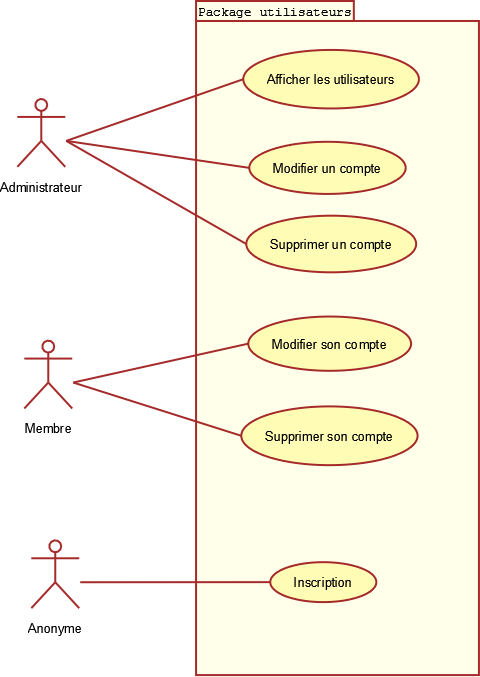 Package utilisateurs
Afficher les utilisateurs
Modifier un compte
Administrateur
Supprimer un compte
Modifier son compte
Membre
Supprimer son compte
Inscription
Anonyme